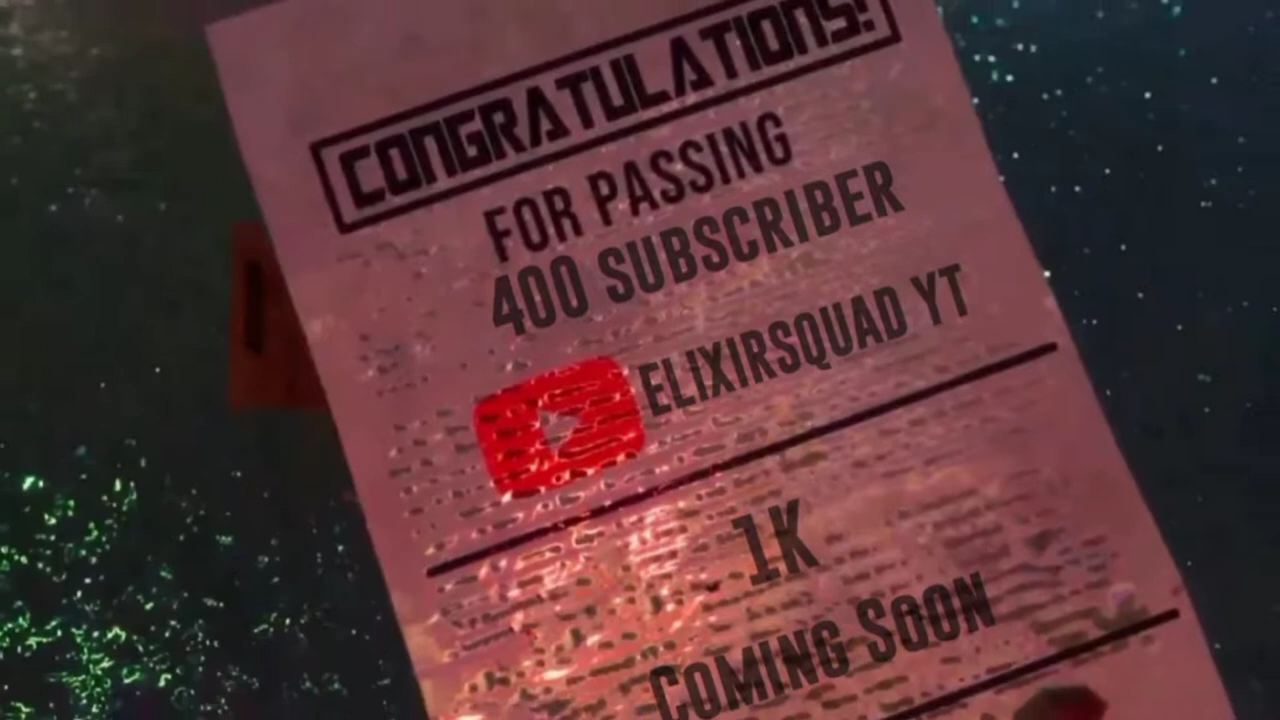 CONGRATULATIONS!
FOR PASSING
400 SUBSCRIBER
ELIXIRSQUAD YT
1K
COMING SOON